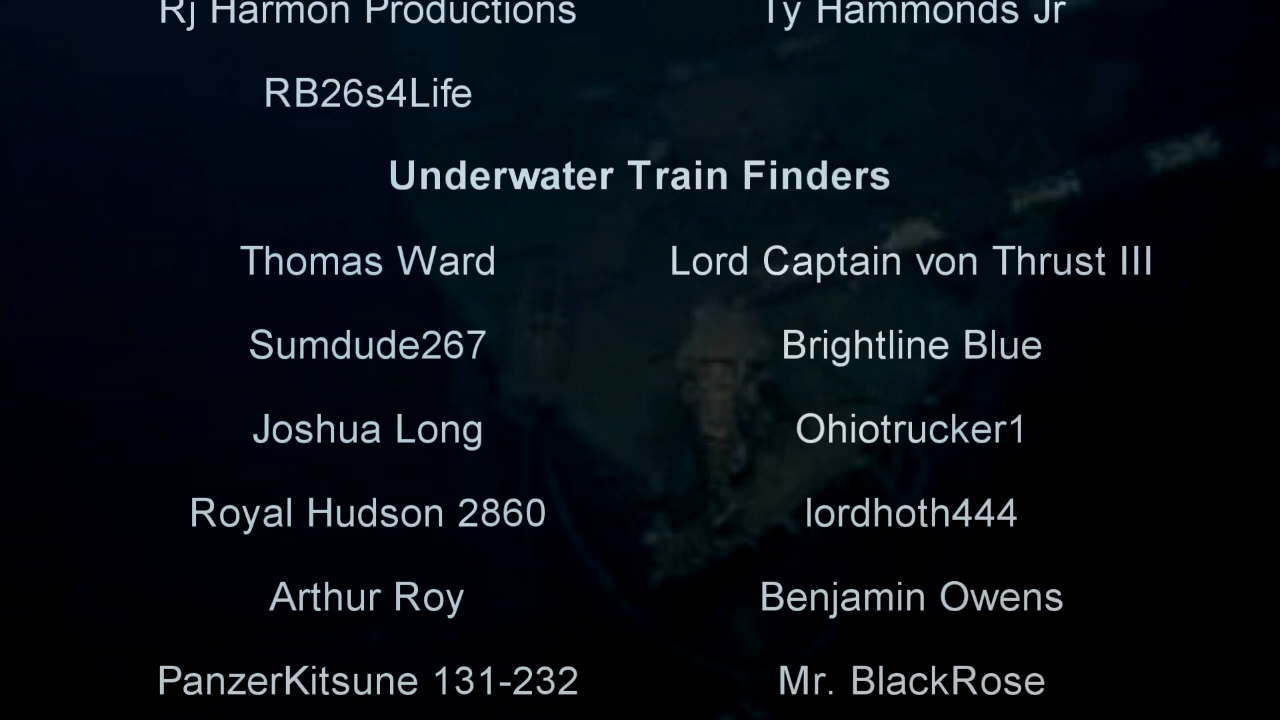 Rj Harmon Productions Ty Hammonds Jr
RB26s4Life
Underwater Train Finders
Thomas Ward Lord Captain von Thrust III
Sumdude267 Brightline Blue
Joshua Long Ohiotrucker1
Royal Hudson 2860 lordhoth444
Arthur Roy Benjamin Owens
PanzerKitsune 131-232 Mr. BlackRose